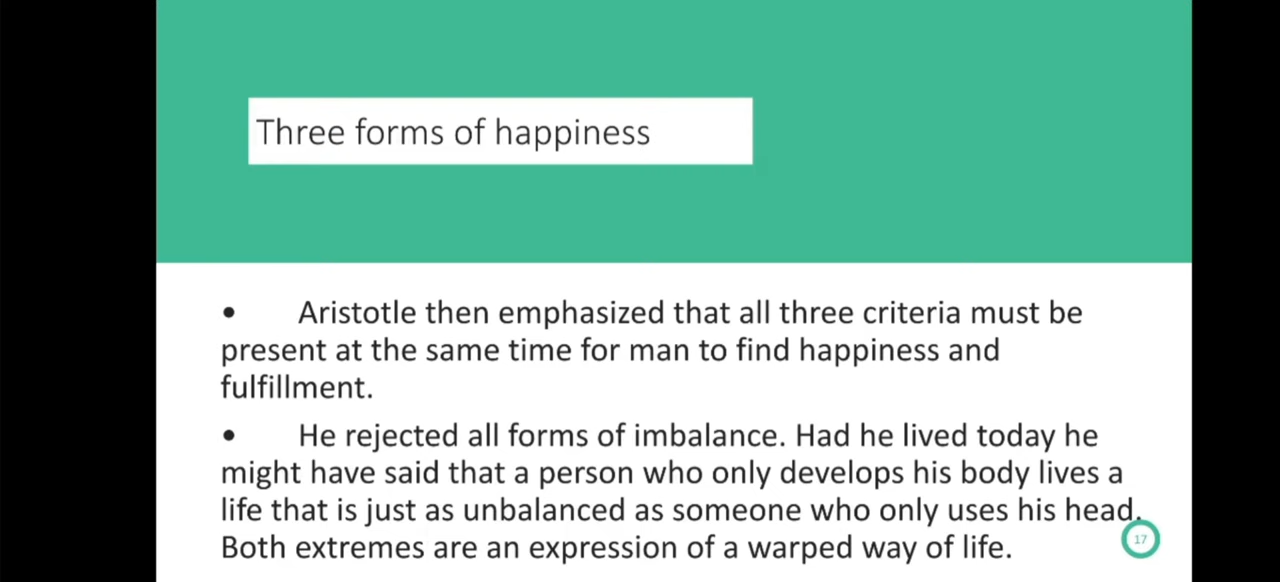 Three forms of happiness
• Aristotle then emphasized that all three criteria must be
present at the same time for man to find happiness and
fulfillment.
• He rejected all forms of imbalance. Had he lived today he
might have said that a person who only develops his body lives a
life that is just as unbalanced as someone who only uses his head.
Both extremes are an expression of a warped way of life.
17